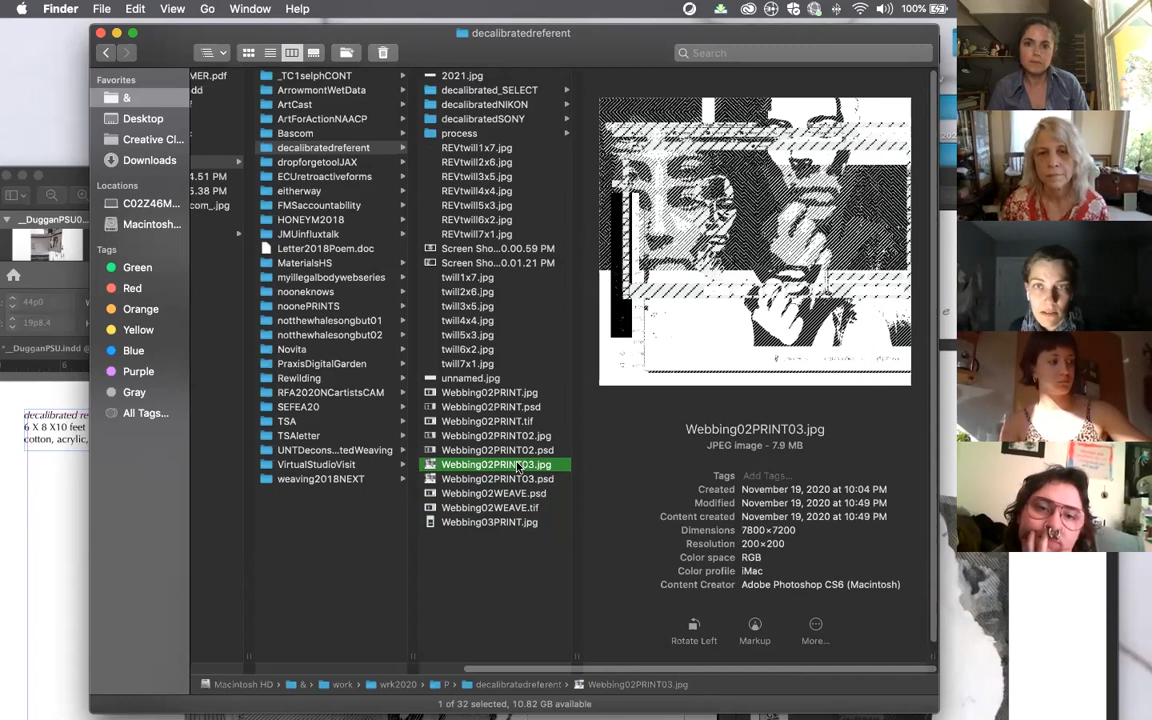 Finder File Edit View Go Window Help 100%
decalibratedreferent
Search
Favorites
&
Desktop
Creative Cl...
Downloads
Locations
C02Z46M...
Macintosh...
Tags
Green
Red
Orange
Yellow
Blue
Purple
Gray
All Tags...
MER.pdf
dd
4.51 PM
5.38 PM
com_.jpg
_TC1selphCONT
ArrowmontWetData
ArtCast
ArtForActionNAACP
Bascom
decalibratedreferent
dropforgetoolJAX
ECUretroactiveforms
eitherway
FMSaccountability
HONEYM2018
JMUinfluxtalk
Letter2018Poem.doc
MaterialsHS
myillegalbodywebseries
nooneknows
noonePRINTS
notthewhalesongbut01
notthewhalesongbut02
Novita
PraxisDigitalGarden
Rewilding
RFA2020NCartistsCAM
SEFEA20
TSA
TSAletter
UNTDecons...tedWeaving
VirtualStudioVisit
weaving2018NEXT
2021.jpg
decalibrated_SELECT
decalibratedNIKON
decalibratedSONY
process
REVtwill1x7.jpg
REVtwill2x6.jpg
REVtwill3x5.jpg
REVtwill4x4.jpg
REVtwill5x3.jpg
REVtwill6x2.jpg
REVtwill7x1.jpg
Screen Sho...0.00.59 PM
Screen Sho...0.01.21 PM
twill1x7.jpg
twill2x6.jpg
twill3x5.jpg
twill4x4.jpg
twill5x3.jpg
twill6x2.jpg
twill7x1.jpg
unnamed.jpg
Webbing02PRINT.jpg
Webbing02PRINT.psd
Webbing02PRINT.tif
Webbing02PRINT02.jpg
Webbing02PRINT02.psd
Webbing02PRINT03.jpg
Webbing02PRINT03.psd
Webbing02WEAVE.psd
Webbing02WEAVE.tif
Webbing03PRINT.jpg
Webbing02PRINT03.jpg
JPEG image - 7.9 MB
Tags Add Tags...
Created November 19, 2020 at 10:04 PM
Modified November 19, 2020 at 10:49 PM
Content created November 19, 2020 at 10:49 PM
Dimensions 7800×7200
Resolution 200×200
Color space RGB
Color profile iMac
Content Creator Adobe Photoshop CS6 (Macintosh)
Rotate Left Markup More...
Macintosh HD & work wrk2020 P decalibratedreferent Webbing02PRINT03.jpg
1 of 32 selected, 10.82 GB available
_DugganPSU0...
44p0
19p8.4
*_DugganPSU.indd @
6
decalibrated re
6 X 8 X10 feet
cotton, acrylic,